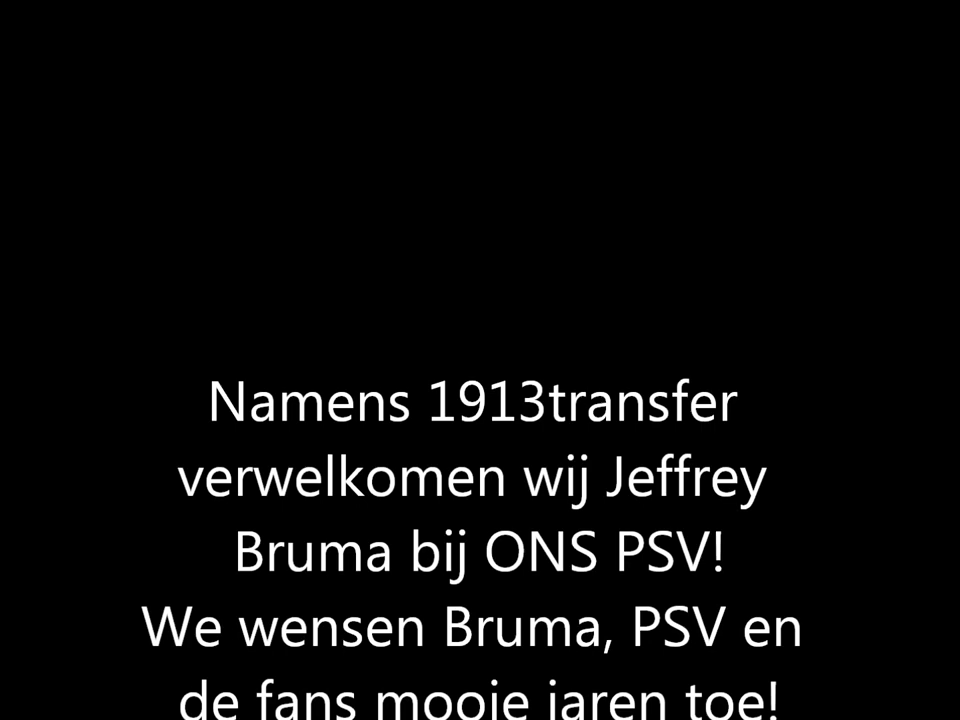 Namens 1913transfer
verwelkomen wij Jeffrey
Bruma bij ONS PSV!
We wensen Bruma, PSV en
de fans mooie jaren toe!